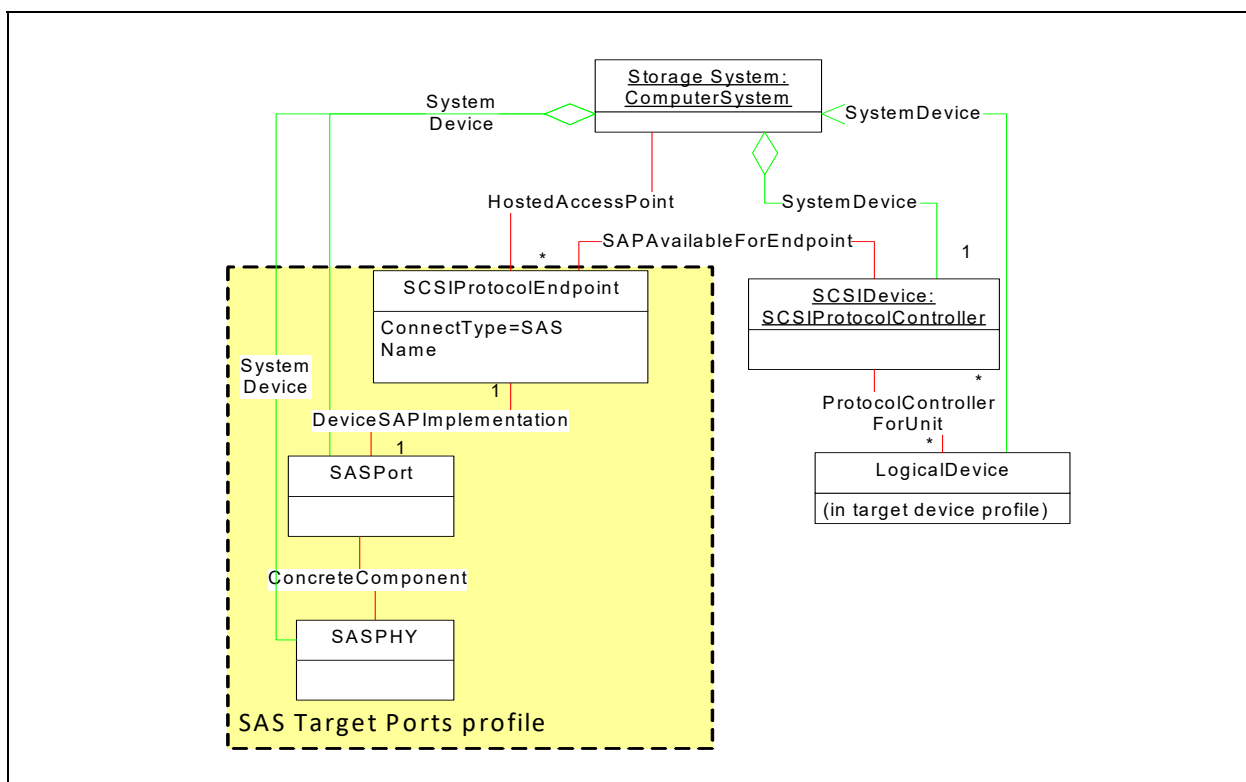 Storage System:
ComputerSystem
System
Device
SystemDevice
HostedAccessPoint
SystemDevice
SAPAvailableForEndpoint
*
1
SCSIProtocolEndpoint
ConnectType=SAS
Name
SCSIDevice:
SCSIProtocolController
System
Device
1
*
ProtocolController
ForUnit
DeviceSAPImplementation
*
1
SASPort
LogicalDevice
(in target device profile)
ConcreteComponent
SASPHY
SAS Target Ports profile